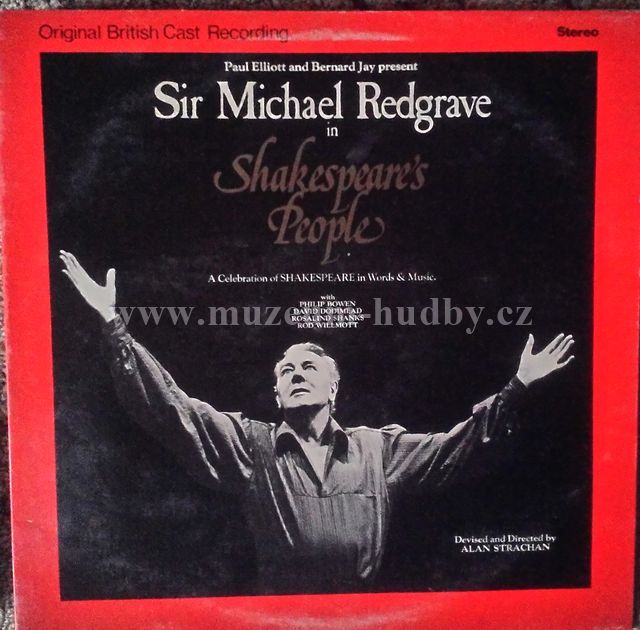 Original British Cast Recording
Stereo
Paul Elliott and Bernard Jay present
Sir Michael Redgrave
in
Shakespeare's
People
A Celebration of SHAKESPEARE in Words & Music.
with
PHILIP BOWEN
DAVID DODIMEAD
ROSALIND SHANKS
ROD WILLMOTT
www.muzeum-hudby.cz
Devised and Directed by
ALAN STRACHAN